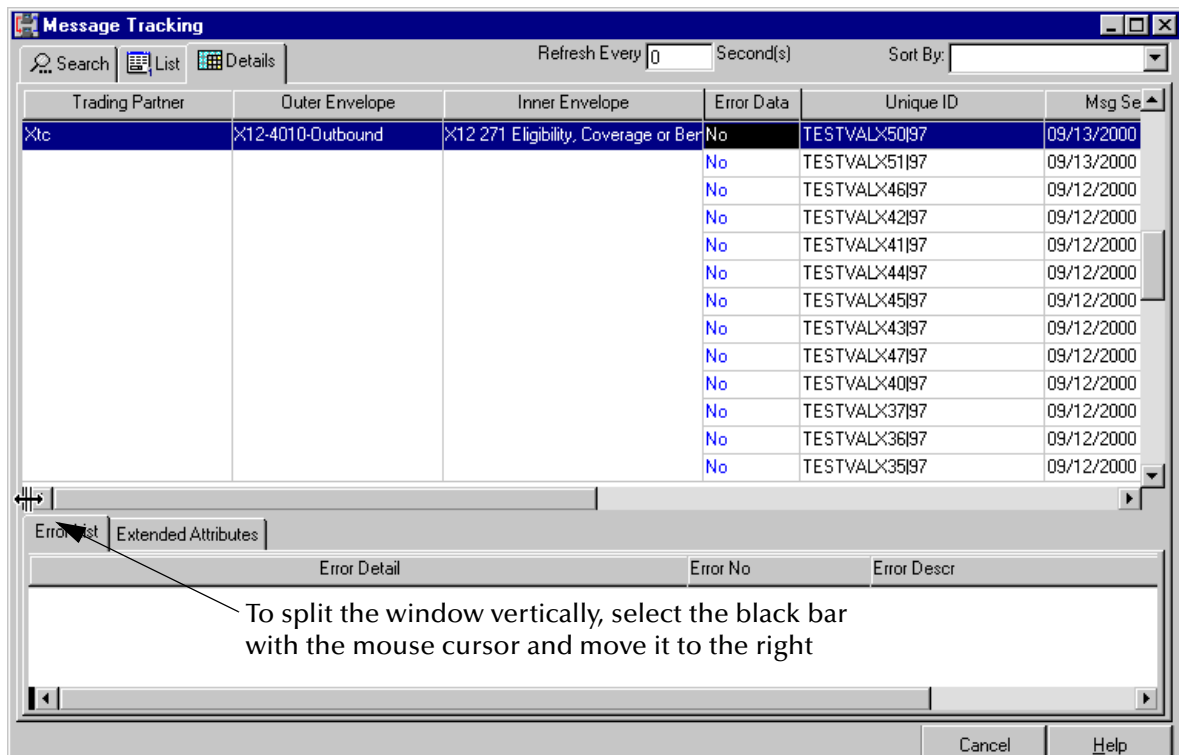 Message Tracking
Search List Details Refresh Every 0 Second(s) Sort By:
Trading Partner Outer Envelope Inner Envelope Error Data Unique ID Msg Se
Xtc X12-4010-Outbound X12 271 Eligibility, Coverage or Ber No TESTVALX50|97 09/13/2000
No TESTVALX51|97 09/13/2000
No TESTVALX46|97 09/12/2000
No TESTVALX42|97 09/12/2000
No TESTVALX41|97 09/12/2000
No TESTVALX44|97 09/12/2000
No TESTVALX45|97 09/12/2000
No TESTVALX43|97 09/12/2000
No TESTVALX47|97 09/12/2000
No TESTVALX40|97 09/12/2000
No TESTVALX37|97 09/12/2000
No TESTVALX36|97 09/12/2000
No TESTVALX35|97 09/12/2000
Error List Extended Attributes
Error Detail Error No Error Descr
To split the window vertically, select the black bar
with the mouse cursor and move it to the right
Cancel Help